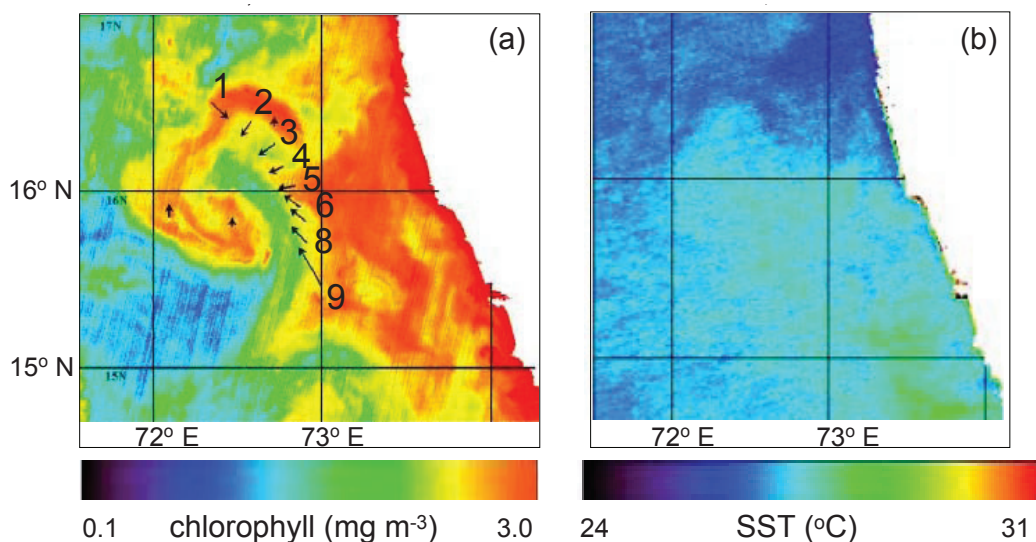 17N
(a)
(b)
1
2
3
4
16° N
16N
5
6
8
9
15° N
15N
72° E
73° E
72° E
73° E
0.1 chlorophyll (mg m⁻³) 3.0
24 SST (°C) 31